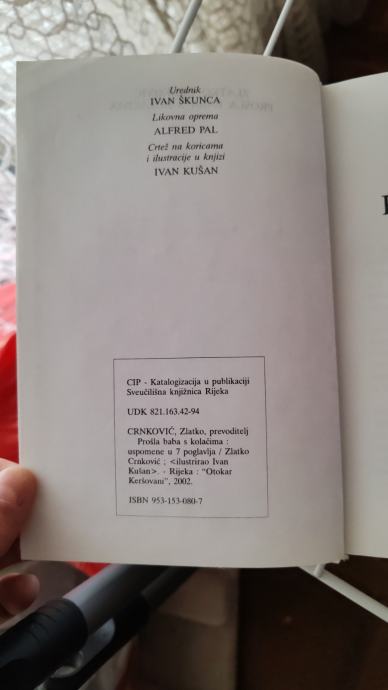 Urednik
IVAN ŠKUNCA
Likovna oprema
ALFRED PAL
Crtež na koricama
i ilustracije u knjizi
IVAN KUŠAN
CIP - Katalogizacija u publikaciji
Sveučilišna knjižnica Rijeka
UDK 821.163.42-94
CRNKOVIĆ, Zlatko, prevoditelj
Prošla baba s kolačima :
uspomene u 7 poglavlja / Zlatko
Crnković ; <ilustrirao Ivan
Kušan>. - Rijeka : "Otokar
Keršovani", 2002.
ISBN 953-153-080-7